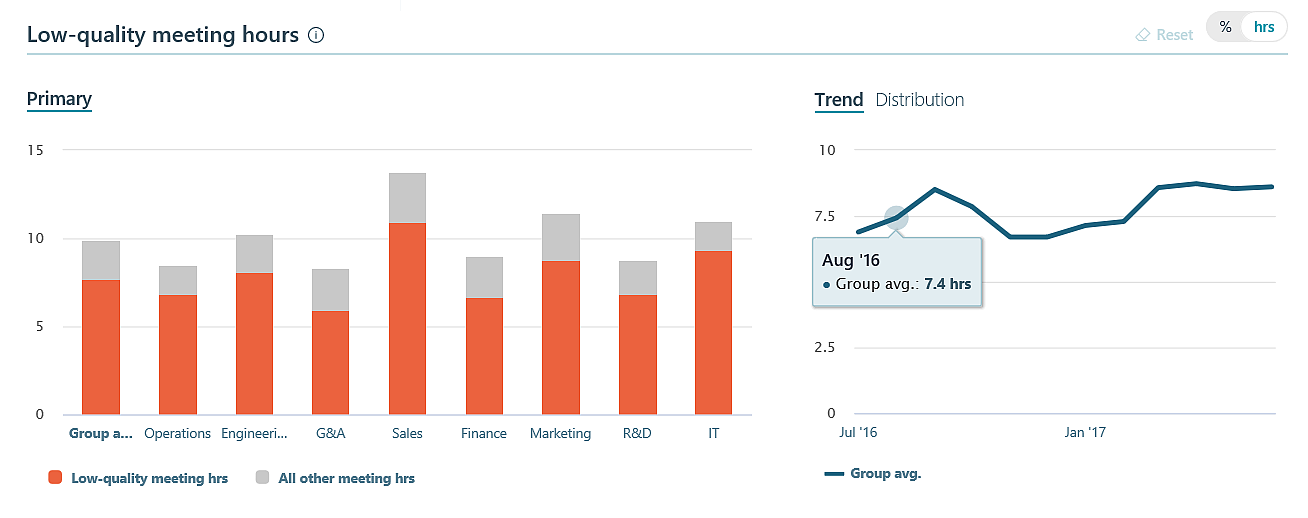 Low-quality meeting hours
Reset
% hrs
Primary
15
10
5
0
Group a... Operations Engineeri... G&A Sales Finance Marketing R&D IT
Low-quality meeting hrs All other meeting hrs
Trend Distribution
10
7.5
Aug '16
Group avg.: 7.4 hrs
2.5
0
Jul '16 Jan '17
Group avg.